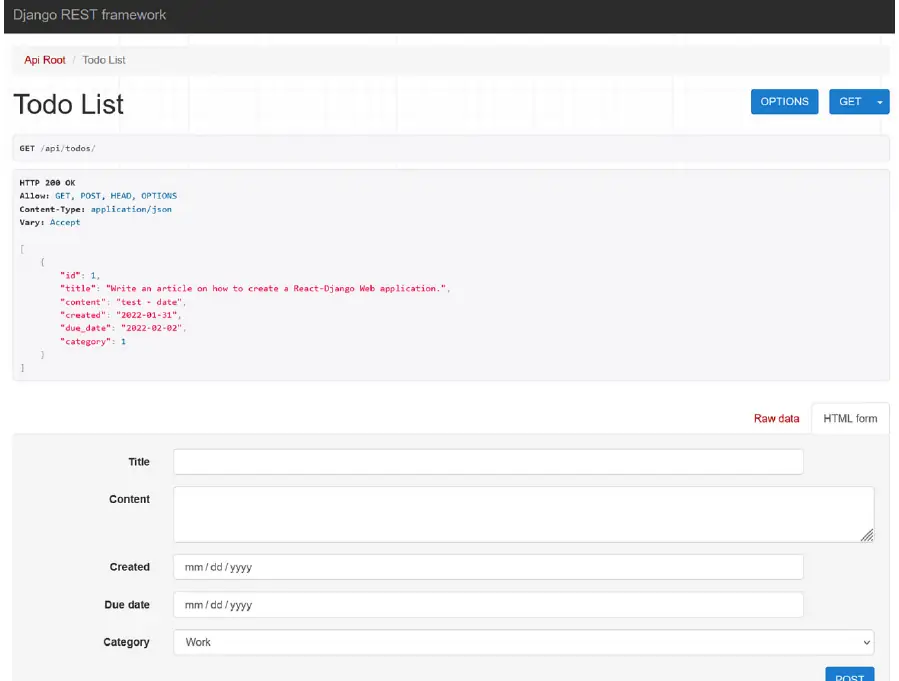 Django REST framework
Api Root / Todo List
Todo List
OPTIONS
GET
GET /api/todos/
HTTP 200 OK
Allow: GET, POST, HEAD, OPTIONS
Content-Type: application/json
Vary: Accept
[
{
"id": 1,
"title": "Write an article on how to create a React-Django Web application.",
"content": "test - date",
"created": "2022-01-31",
"due_date": "2022-02-02",
"category": 1
}
]
Raw data
HTML form
Title
Content
Created
mm / dd / yyyy
Due date
mm / dd / yyyy
Category
Work
POST